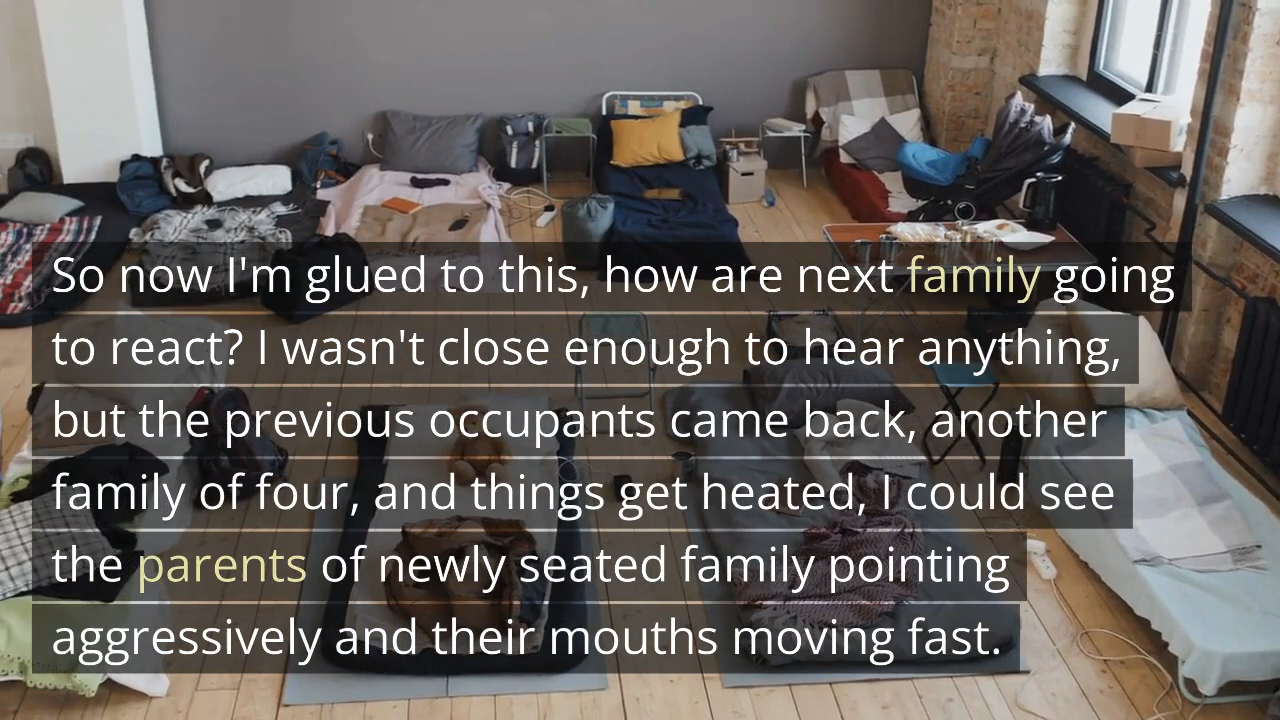 So now I'm glued to this, how are next family going
to react? I wasn't close enough to hear anything,
but the previous occupants came back, another
family of four, and things get heated, I could see
the parents of newly seated family pointing
aggressively and their mouths moving fast.